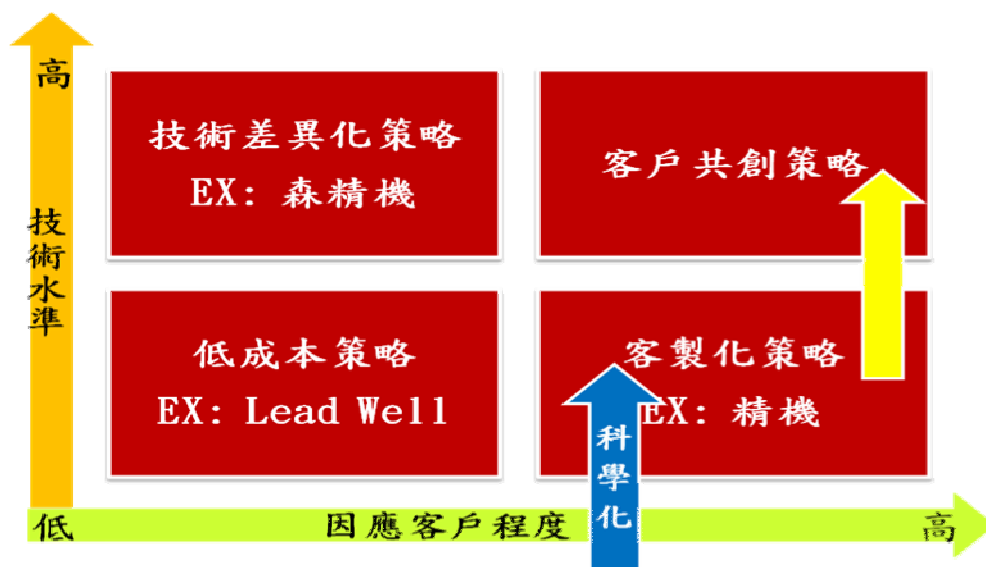 高
技術水準
技術差異化策略
EX: 森精機
客戶共創策略
低成本策略
EX: Lead Well
客製化策略
EX: 精機
科學化
低
因應客戶程度
高